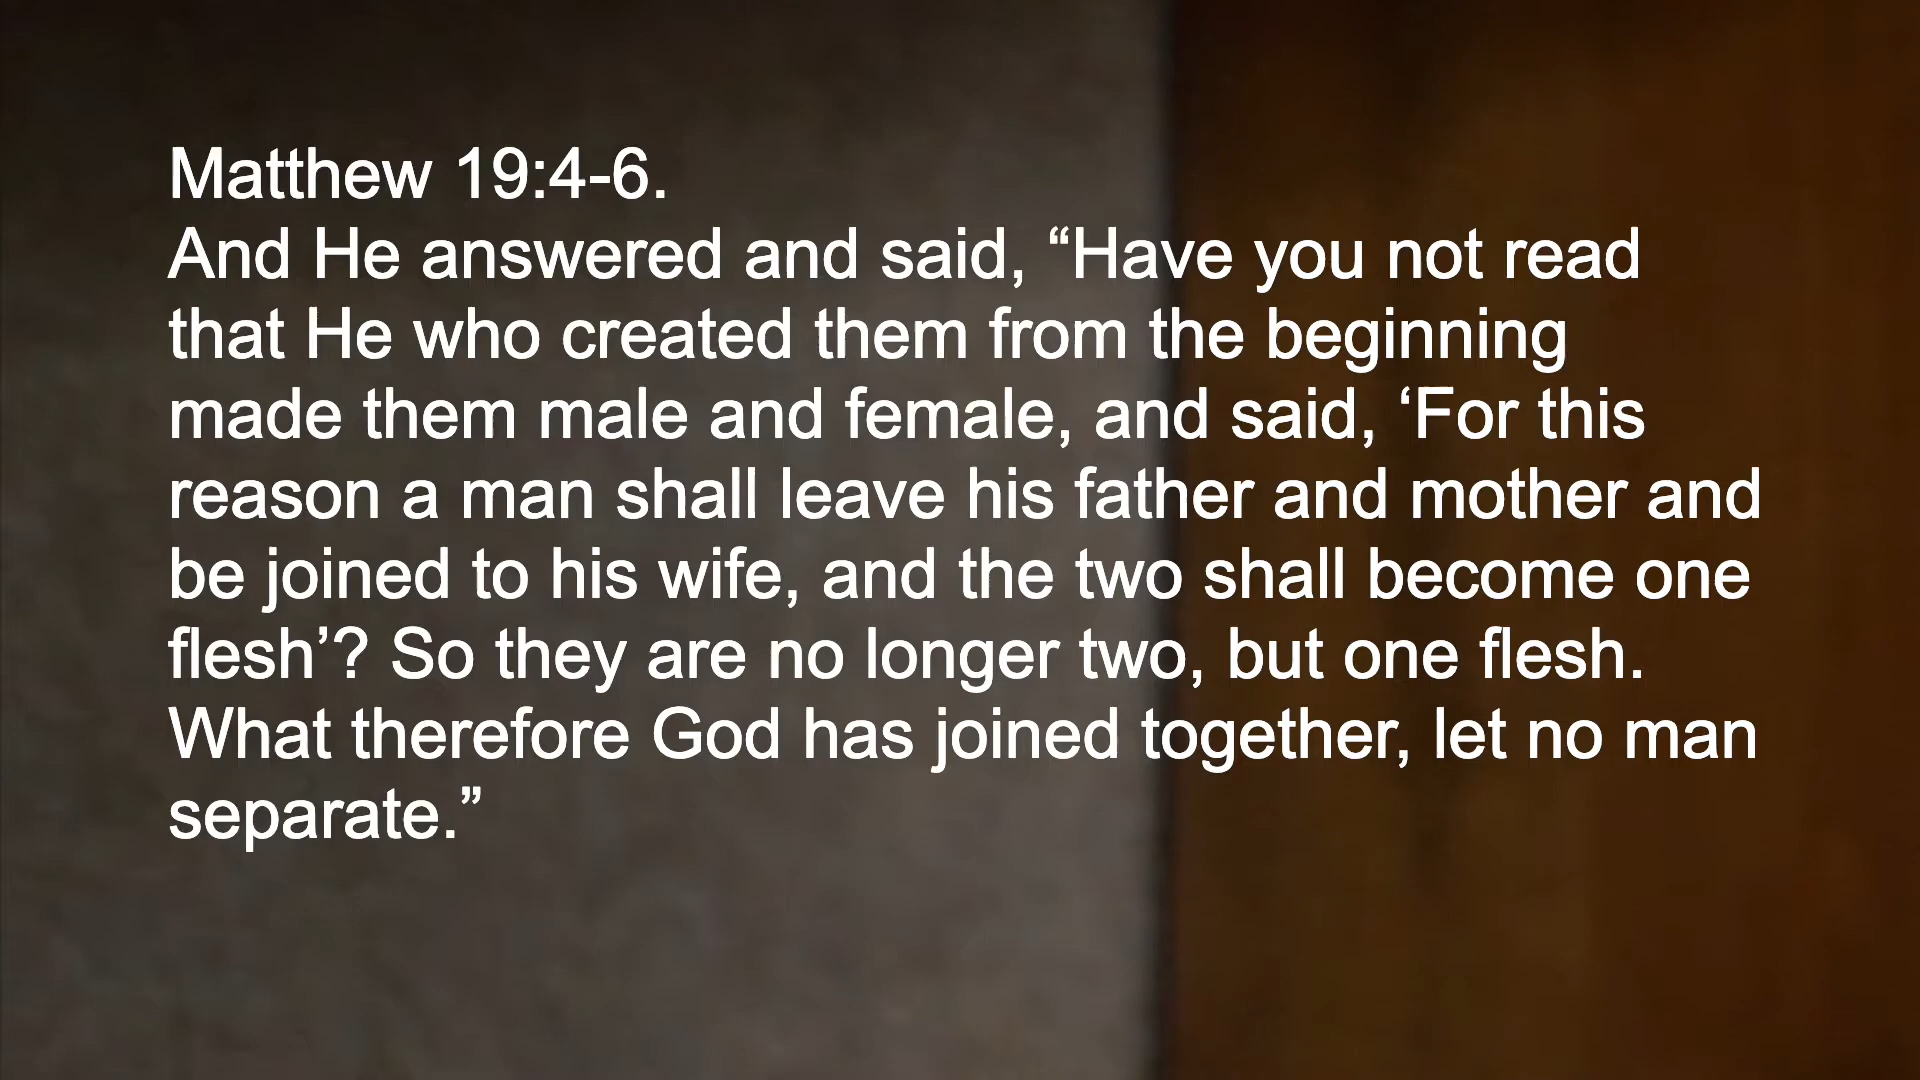 Matthew 19:4-6.
And He answered and said, “Have you not read
that He who created them from the beginning
made them male and female, and said, ‘For this
reason a man shall leave his father and mother and
be joined to his wife, and the two shall become one
flesh’? So they are no longer two, but one flesh.
What therefore God has joined together, let no man
separate.”